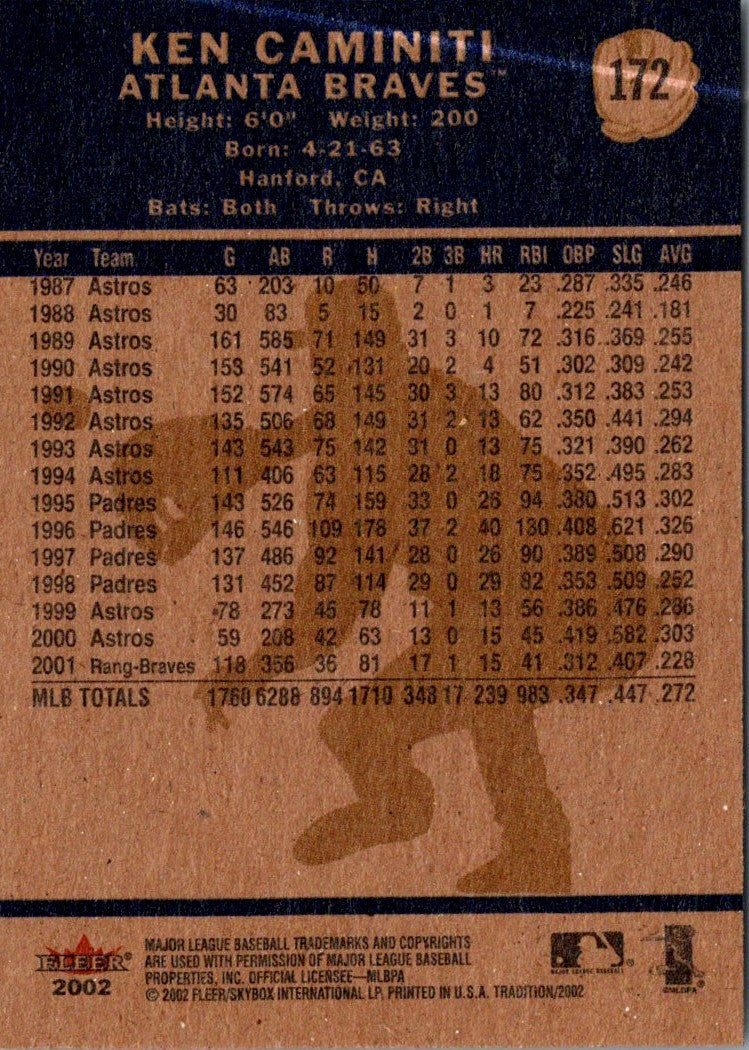 KEN CAMINITI
172
ATLANTA BRAVES™
Height: 6'0" Weight: 200
Born: 4-21-63
Hanford, CA
Bats: Both Throws: Right
Year Team G AB R H 2B 3B HR RBI OBP SLG AVG
1987 Astros 63 203 10 50 7 1 3 23 .287 .335 .246
1988 Astros 30 83 5 15 2 0 1 7 .225 .241 .181
1989 Astros 161 585 71 149 31 3 10 72 .316 .369 .255
1990 Astros 153 541 52 131 20 2 4 51 .302 .309 .242
1991 Astros 152 574 65 145 30 3 13 80 .312 .383 .253
1992 Astros 135 506 68 149 31 2 13 62 .350 .441 .294
1993 Astros 143 543 75 142 31 0 13 75 .321 .390 .262
1994 Astros 111 406 63 115 28 2 18 75 .352 .495 .283
1995 Padres 143 526 74 159 33 0 26 94 .380 .513 .302
1996 Padres 146 546 109 178 37 2 40 130 .408 .621 .326
1997 Padres 137 486 92 141 28 0 26 90 .389 .508 .290
1998 Padres 131 452 87 114 29 0 29 82 .353 .509 .252
1999 Astros 78 273 45 78 11 1 13 56 .386 .476 .286
2000 Astros 59 208 42 63 13 0 15 45 .419 .582 .303
2001 Rang-Braves 118 356 36 81 17 1 15 41 .312 .407 .228
MLB TOTALS 1760 6288 894 1710 348 17 239 983 .347 .447 .272
FLEER®
2002
MAJOR LEAGUE BASEBALL TRADEMARKS AND COPYRIGHTS
ARE USED WITH PERMISSION OF MAJOR LEAGUE BASEBALL
PROPERTIES, INC. OFFICIAL LICENSEE—MLBPA
© 2002 FLEER/SKYBOX INTERNATIONAL LP, PRINTED IN U.S.A. TRADITION/2002
MAJOR LEAGUE BASEBALL®
©MLBPA